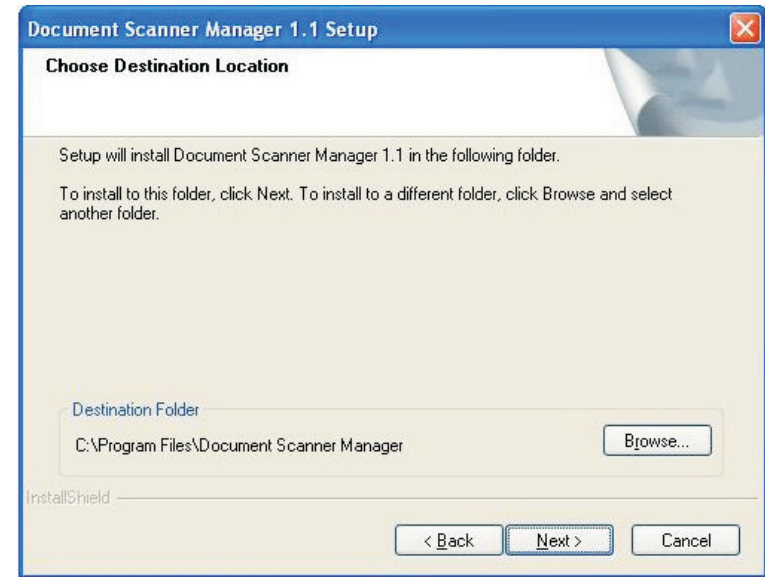 Document Scanner Manager 1.1 Setup
Choose Destination Location
Setup will install Document Scanner Manager 1.1 in the following folder.
To install to this folder, click Next. To install to a different folder, click Browse and select
another folder.
Destination Folder
C:\Program Files\Document Scanner Manager
Browse...
InstallShield
< Back
Next >
Cancel